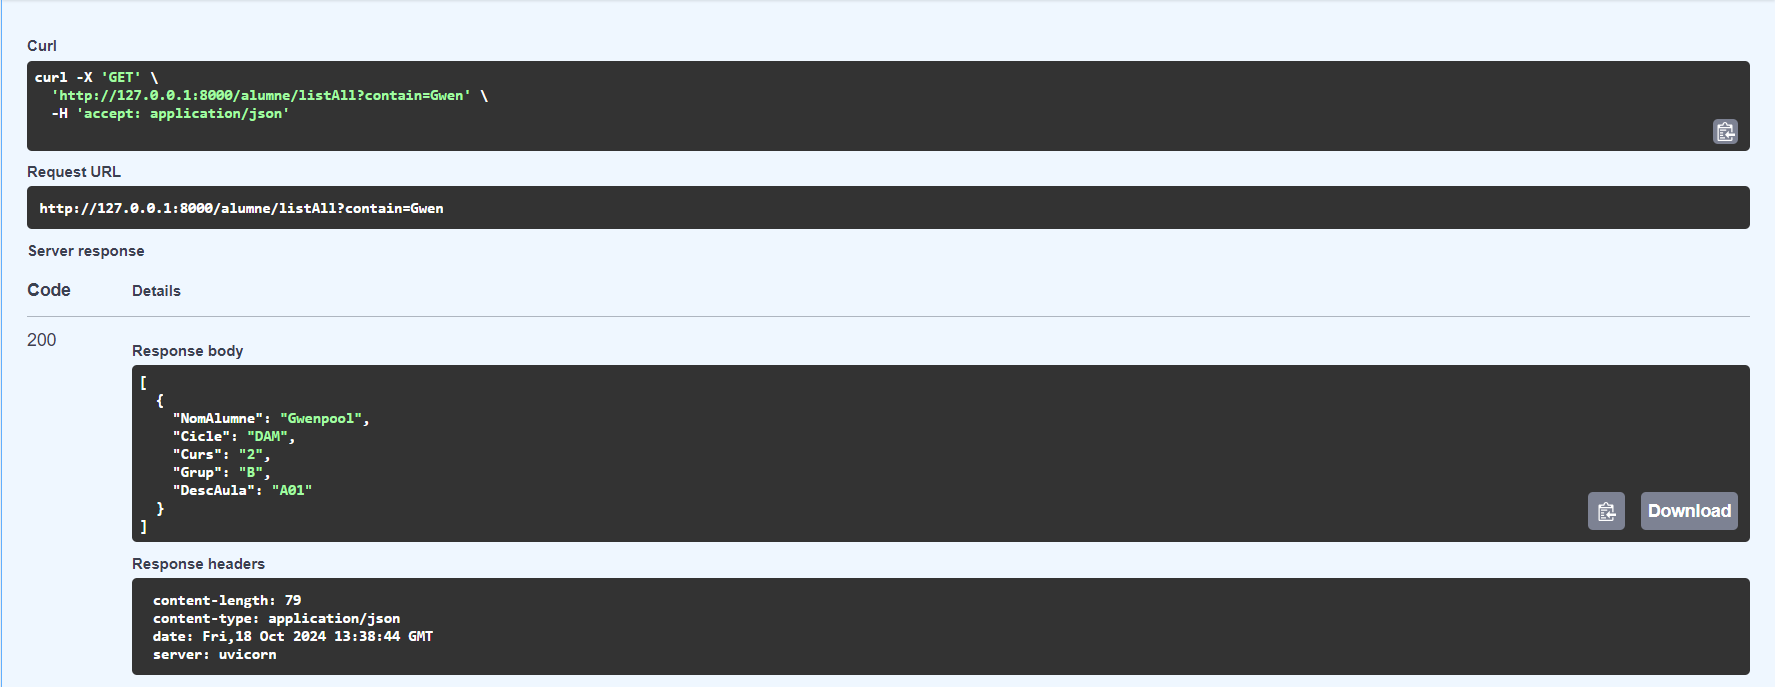 Curl
curl -X 'GET' \
  'http://127.0.0.1:8000/alumne/listAll?contain=Gwen' \
  -H 'accept: application/json'
Request URL
http://127.0.0.1:8000/alumne/listAll?contain=Gwen
Server response
Code Details
200
Response body
[
  {
    "NomAlumne": "Gwenpool",
    "Cicle": "DAM",
    "Curs": "2",
    "Grup": "B",
    "DescAula": "A01"
  }
]
Download
Response headers
content-length: 79
content-type: application/json
date: Fri,18 Oct 2024 13:38:44 GMT
server: uvicorn